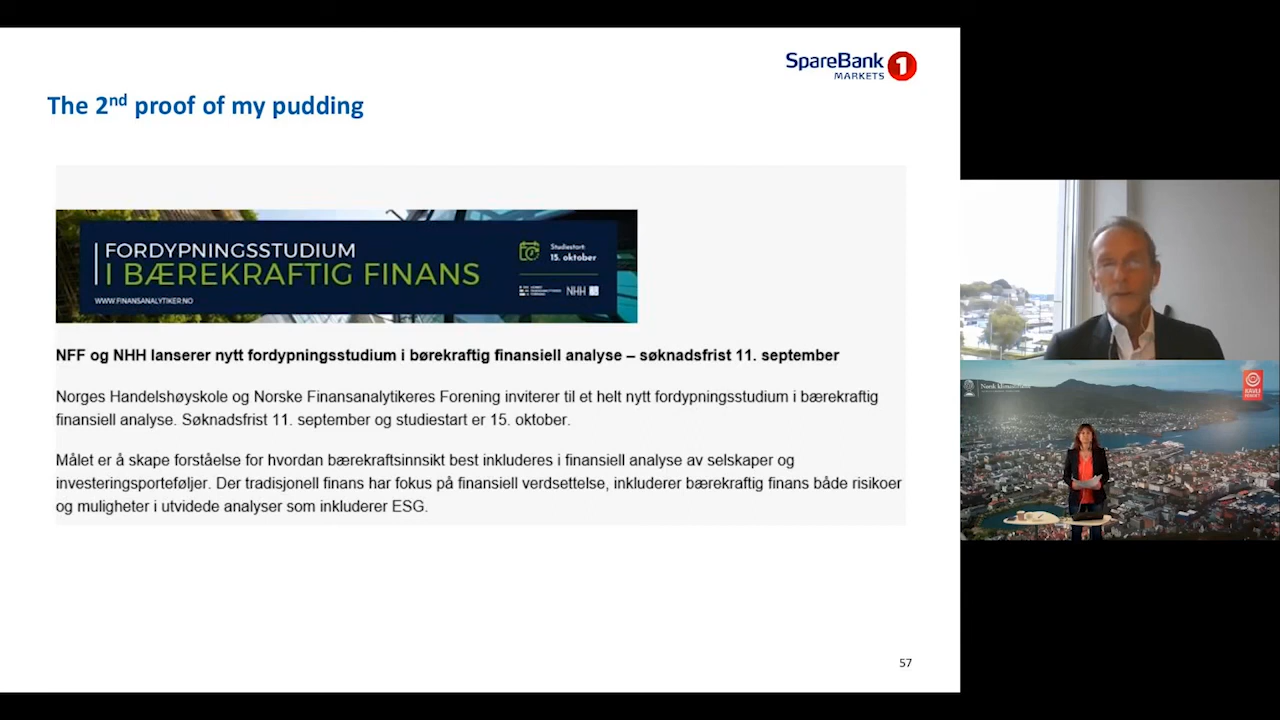 SpareBank 1
MARKETS
The 2nd proof of my pudding
FORDYPNINGSSTUDIUM
I BÆREKRAFTIG FINANS
WWW.FINANSANALYTIKER.NO
Studiestart:
15. oktober
NHH
NFF og NHH lanserer nytt fordypningsstudium i børekraftig finansiell analyse – søknadsfrist 11. september
Norges Handelshøyskole og Norske Finansanalytikeres Forening inviterer til et helt nytt fordypningsstudium i bærekraftig
finansiell analyse. Søknadsfrist 11. september og studiestart er 15. oktober.
Målet er å skape forståelse for hvordan bærekraftsinnsikt best inkluderes i finansiell analyse av selskaper og
investeringsporteføljer. Der tradisjonell finans har fokus på finansiell verdsettelse, inkluderer bærekraftig finans både risikoer
og muligheter i utvidede analyser som inkluderer ESG.
57